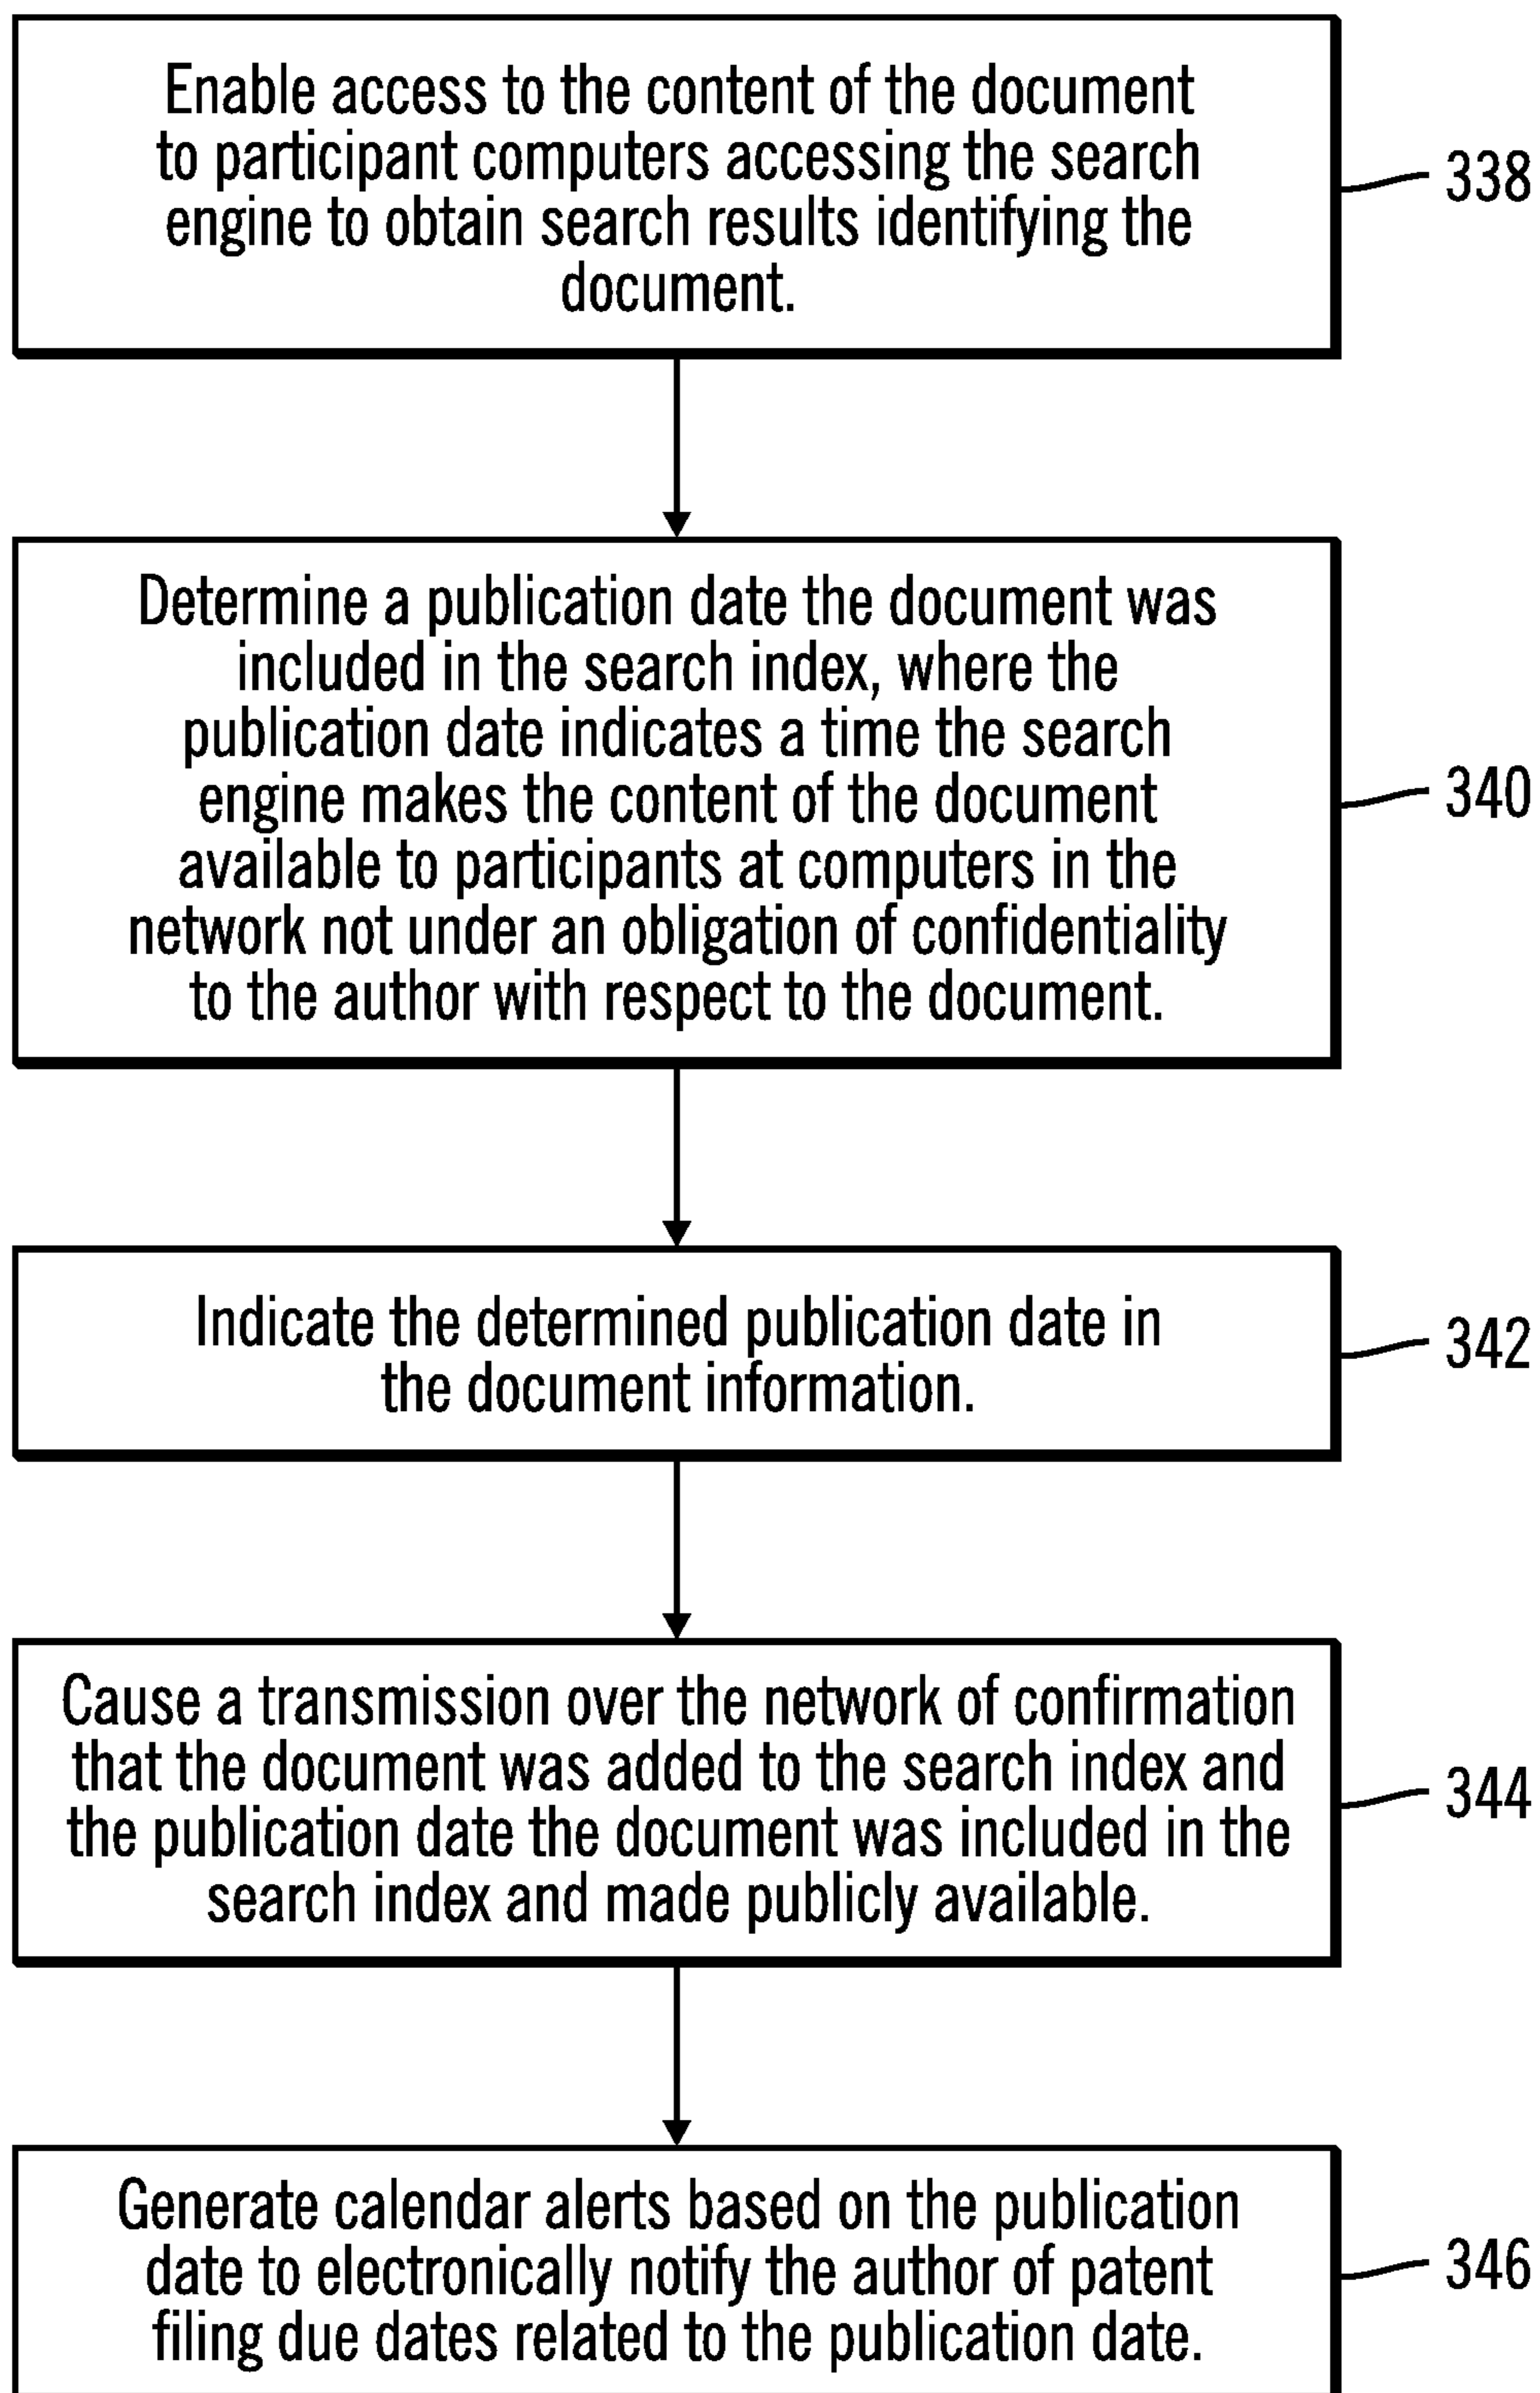 Enable access to the content of the document
to participant computers accessing the search
engine to obtain search results identifying the
document.
338
Determine a publication date the document was
included in the search index, where the
publication date indicates a time the search
engine makes the content of the document
available to participants at computers in the
network not under an obligation of confidentiality
to the author with respect to the document.
340
Indicate the determined publication date in
the document information.
342
Cause a transmission over the network of confirmation
that the document was added to the search index and
the publication date the document was included in the
search index and made publicly available.
344
Generate calendar alerts based on the publication
date to electronically notify the author of patent
filing due dates related to the publication date.
346